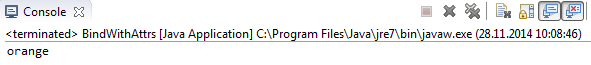 Console
<terminated> BindWithAttrs [Java Application] C:\Program Files\Java\jre7\bin\javaw.exe (28.11.2014 10:08:46)
orange